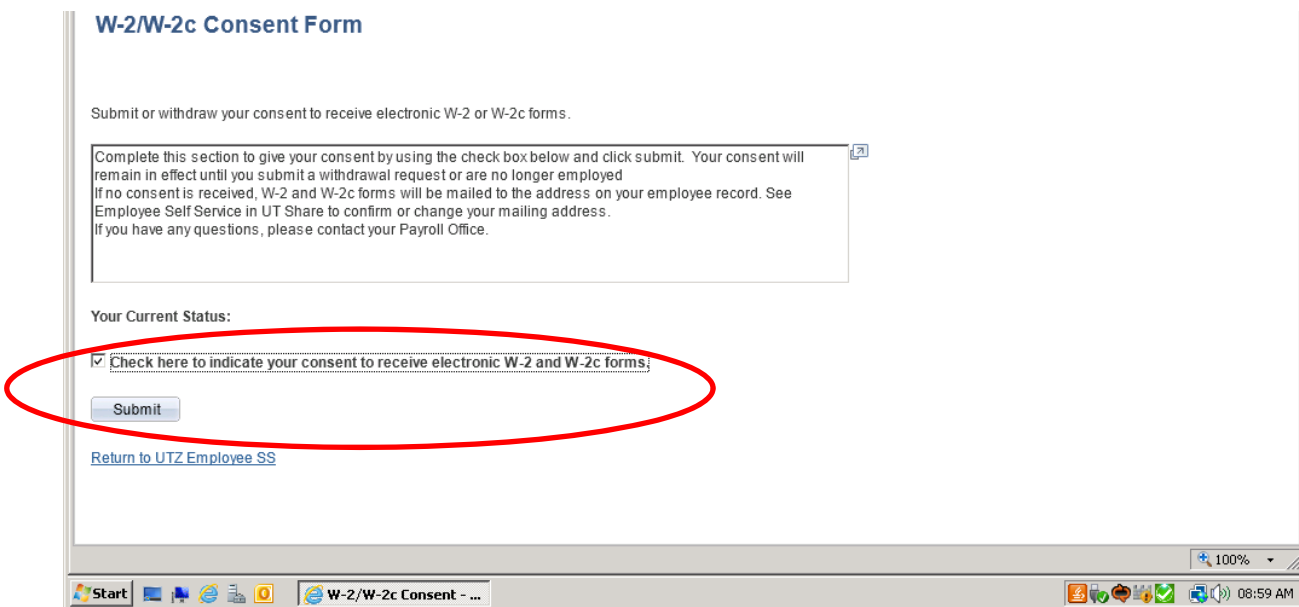 W-2/W-2c Consent Form
Submit or withdraw your consent to receive electronic W-2 or W-2c forms.
Complete this section to give your consent by using the check box below and click submit.  Your consent will
remain in effect until you submit a withdrawal request or are no longer employed
If no consent is received, W-2 and W-2c forms will be mailed to the address on your employee record. See
Employee Self Service in UT Share to confirm or change your mailing address.
If you have any questions, please contact your Payroll Office.
Your Current Status:
Check here to indicate your consent to receive electronic W-2 and W-2c forms.
Submit
Return to UTZ Employee SS
100%
Start
W-2/W-2c Consent - ...
08:59 AM